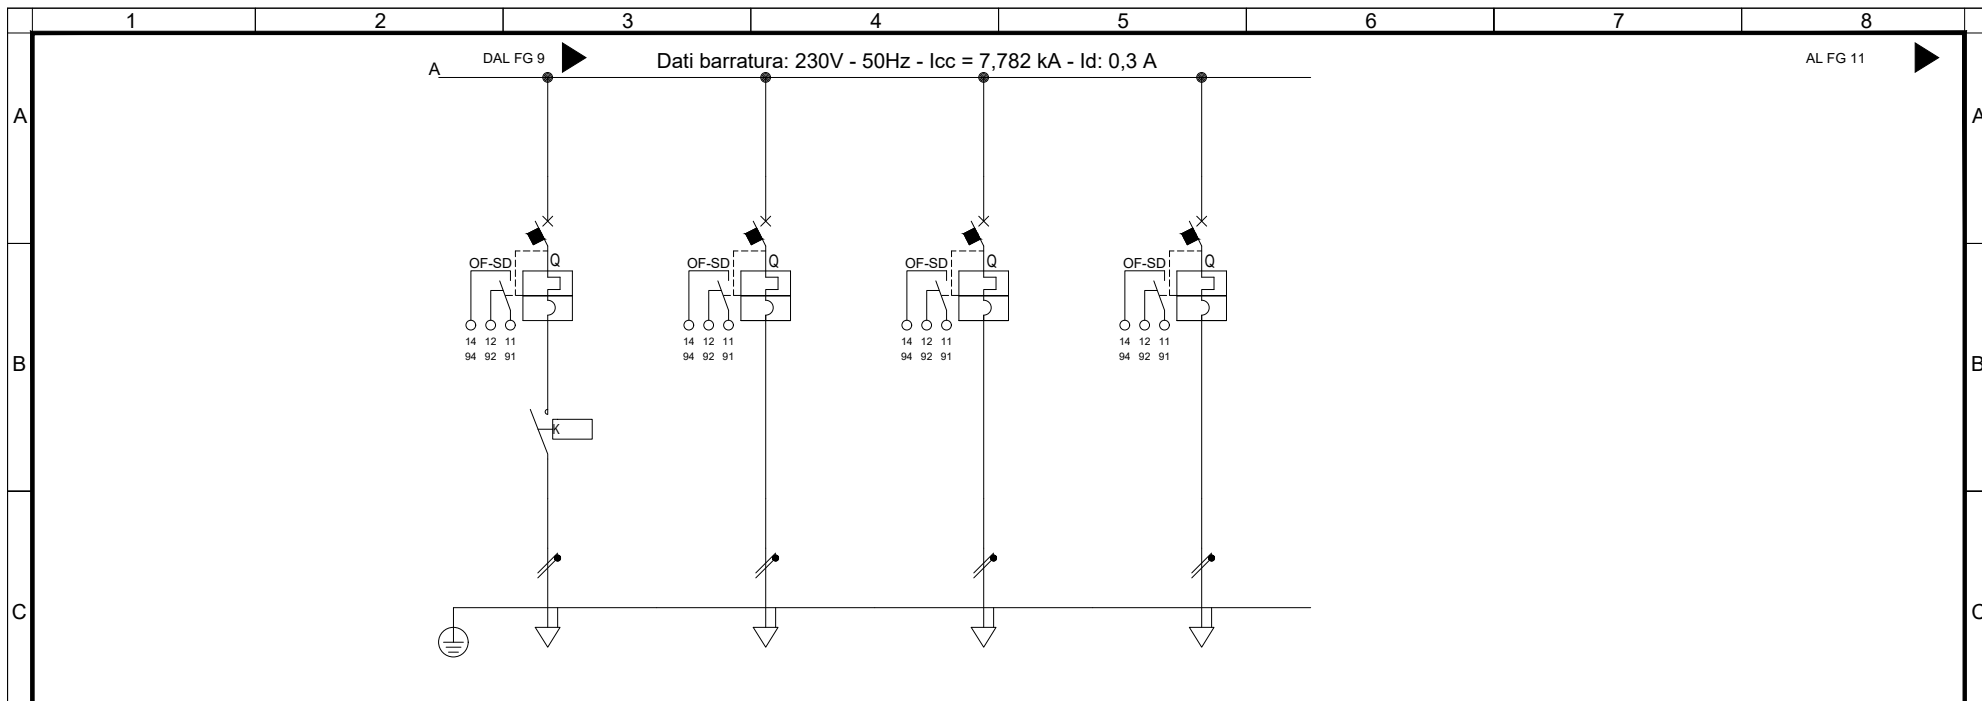 1 2 3 4 5 6 7 8
DAL FG 9 Dati barratura: 230V - 50Hz - Icc = 7,782 kA - Id: 0,3 A AL FG 11
A
A A
OF-SD Q OF-SD Q OF-SD Q OF-SD Q
14 12 11 14 12 11 14 12 11 14 12 11
94 92 91 94 92 91 94 92 91 94 92 91
B B
K
C C